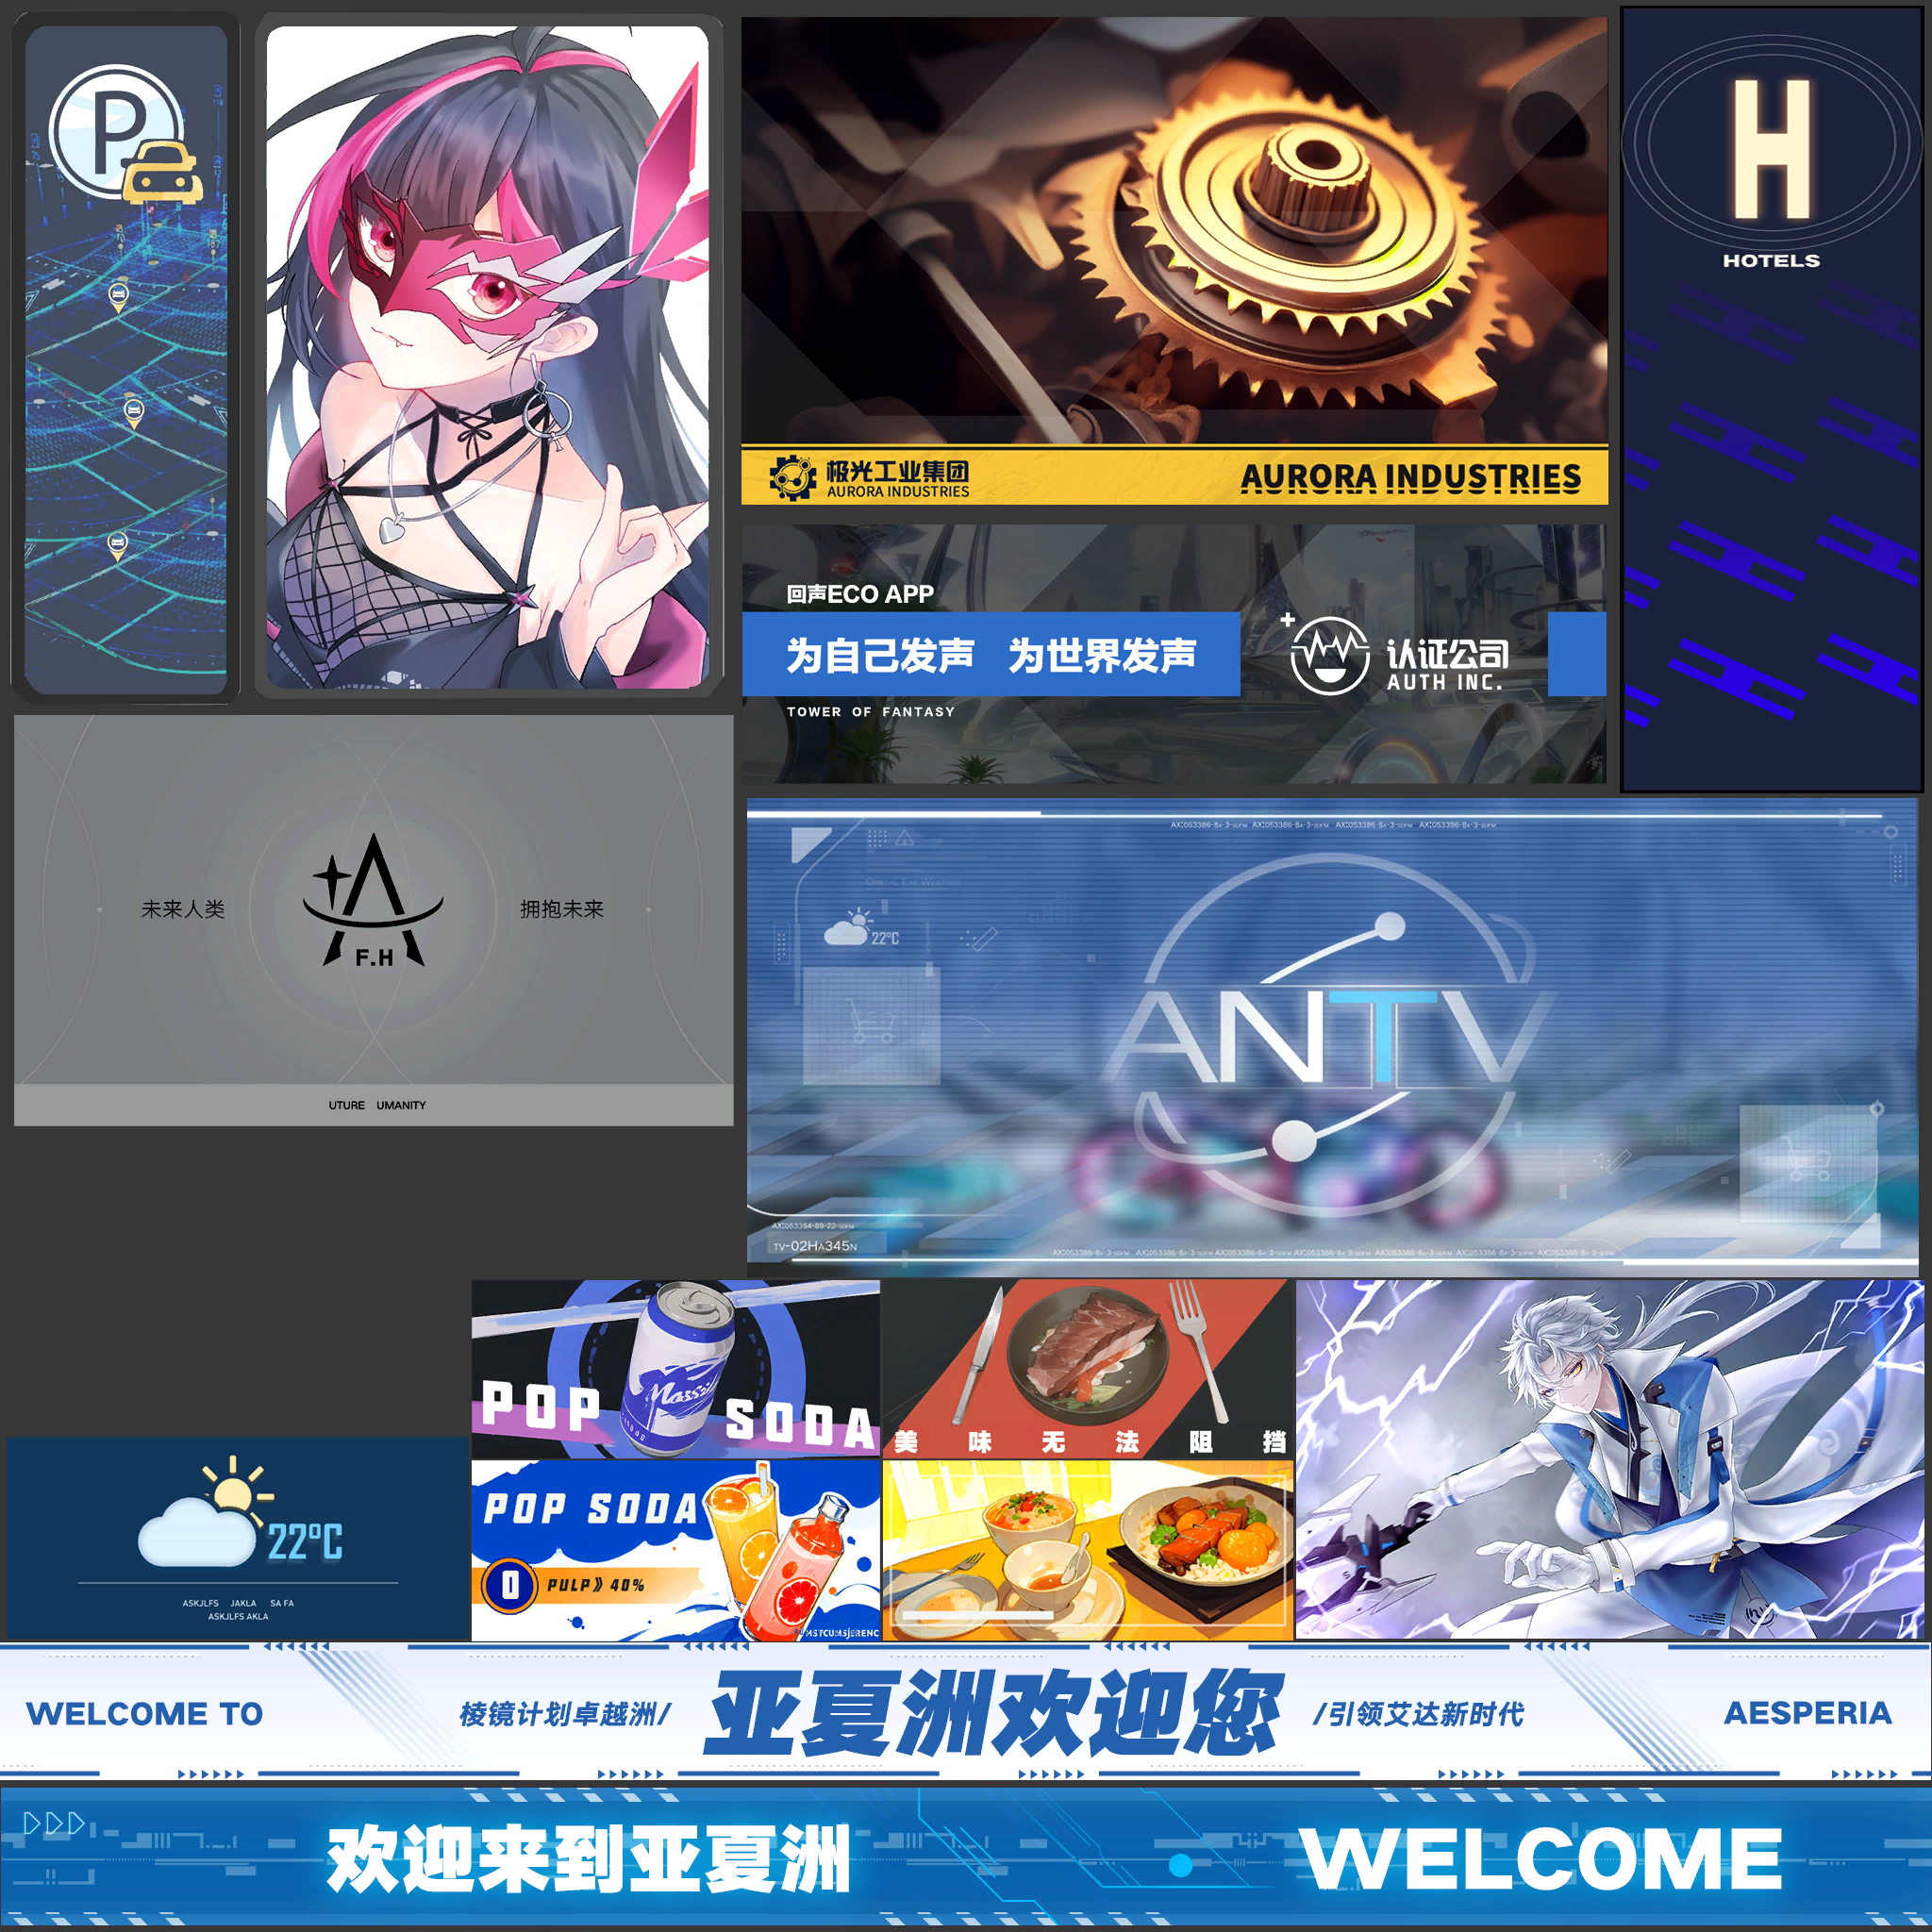 P
H
HOTELS
极光工业集团
AURORA INDUSTRIES
AURORA INDUSTRIES
回声ECO APP
为自己发声 为世界发声
认证公司
AUTH INC.
TOWER OF FANTASY
未来人类
F.H
拥抱未来
UTURE UMANITY
22°C
ANTV
TV-02HA345N
POP SODA
美味无法阻挡
POP SODA
0
PULP》40%
22°C
ASKJLFS JAKLA SA FA
ASKJLFS AKLA
WELCOME TO
棱镜计划卓越洲/
亚夏洲欢迎您
/引领艾达新时代
AESPERIA
欢迎来到亚夏洲
WELCOME